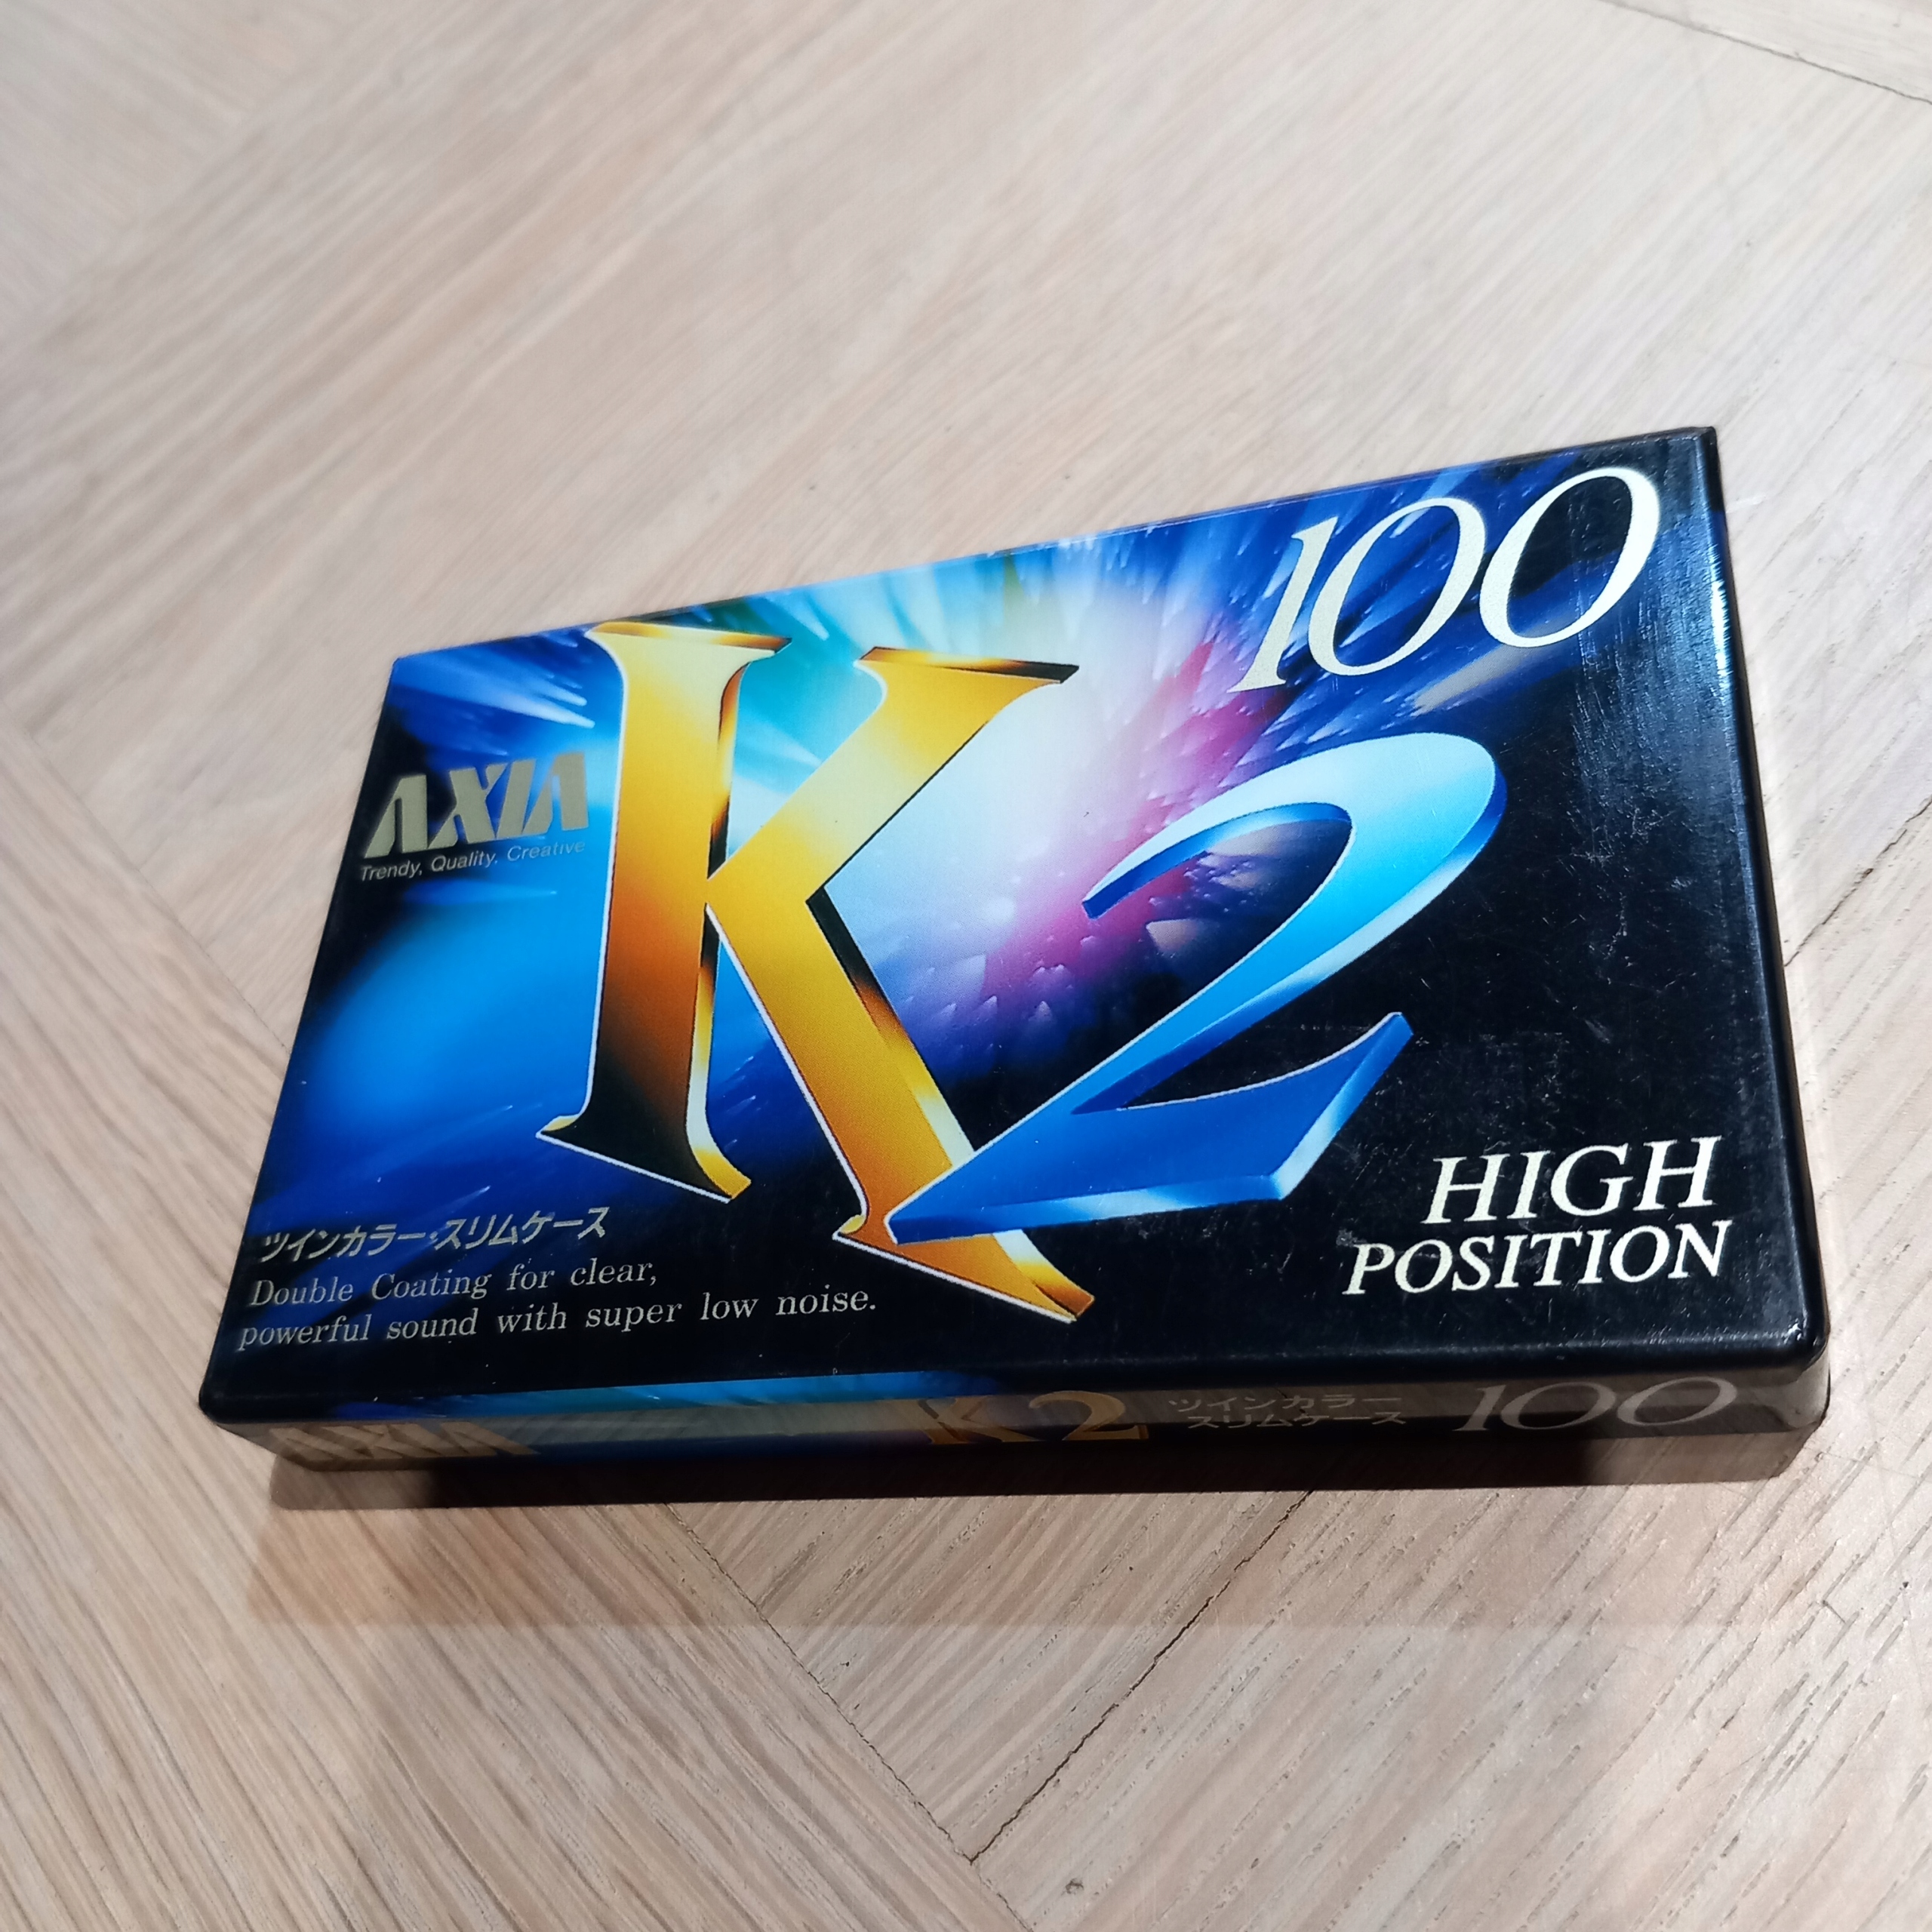 100
K2
AXIA
Trendy, Quality. Creative
HIGH
POSITION
ツインカラー・スリムケース
Double Coating for clear,
powerful sound with super low noise.
AXIA K2 ツインカラー 100
スリムケース